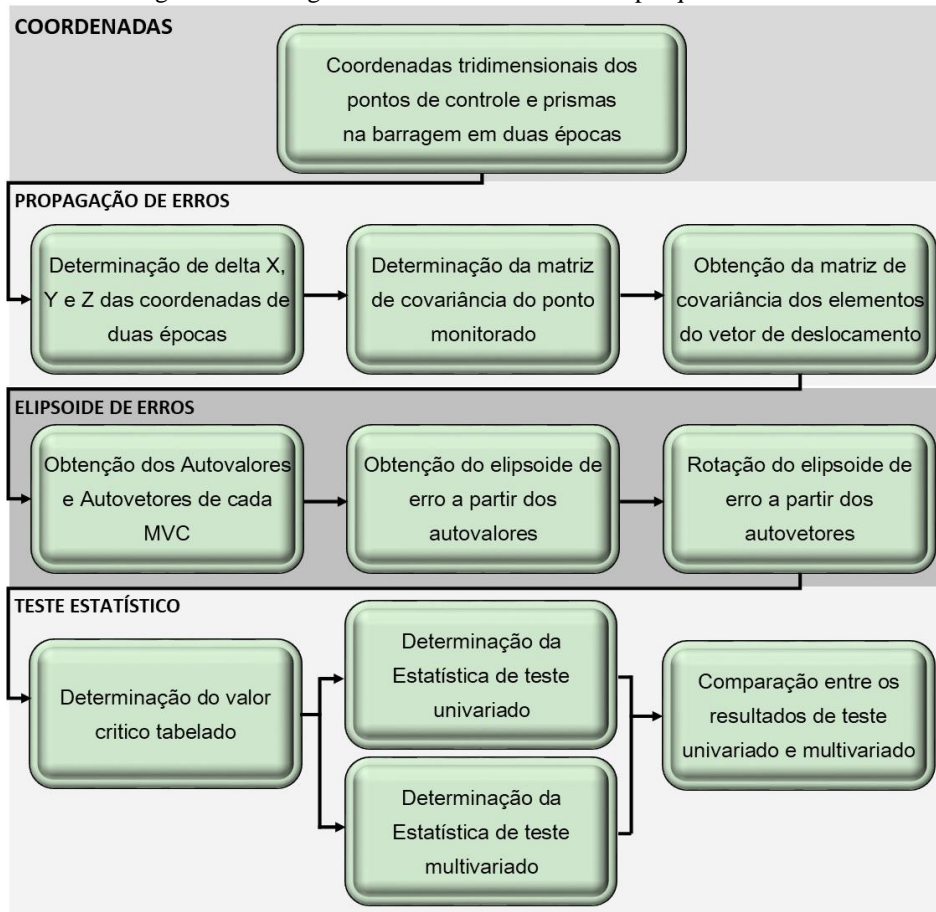 COORDENADAS
Coordenadas tridimensionais dos
pontos de controle e prismas
na barragem em duas épocas
PROPAGAÇÃO DE ERROS
Determinação de delta X,
Y e Z das coordenadas de
duas épocas
Determinação da matriz
de covariância do ponto
monitorado
Obtenção da matriz de
covariância dos elementos
do vetor de deslocamento
ELIPSOIDE DE ERROS
Obtenção dos Autovalores
e Autovetores de cada
MVC
Obtenção do elipsoide de
erro a partir dos
autovalores
Rotação do elipsoide de
erro a partir dos
autovetores
TESTE ESTATÍSTICO
Determinação do valor
critico tabelado
Determinação da
Estatística de teste
univariado
Determinação da
Estatística de teste
multivariado
Comparação entre os
resultados de teste
univariado e multivariado